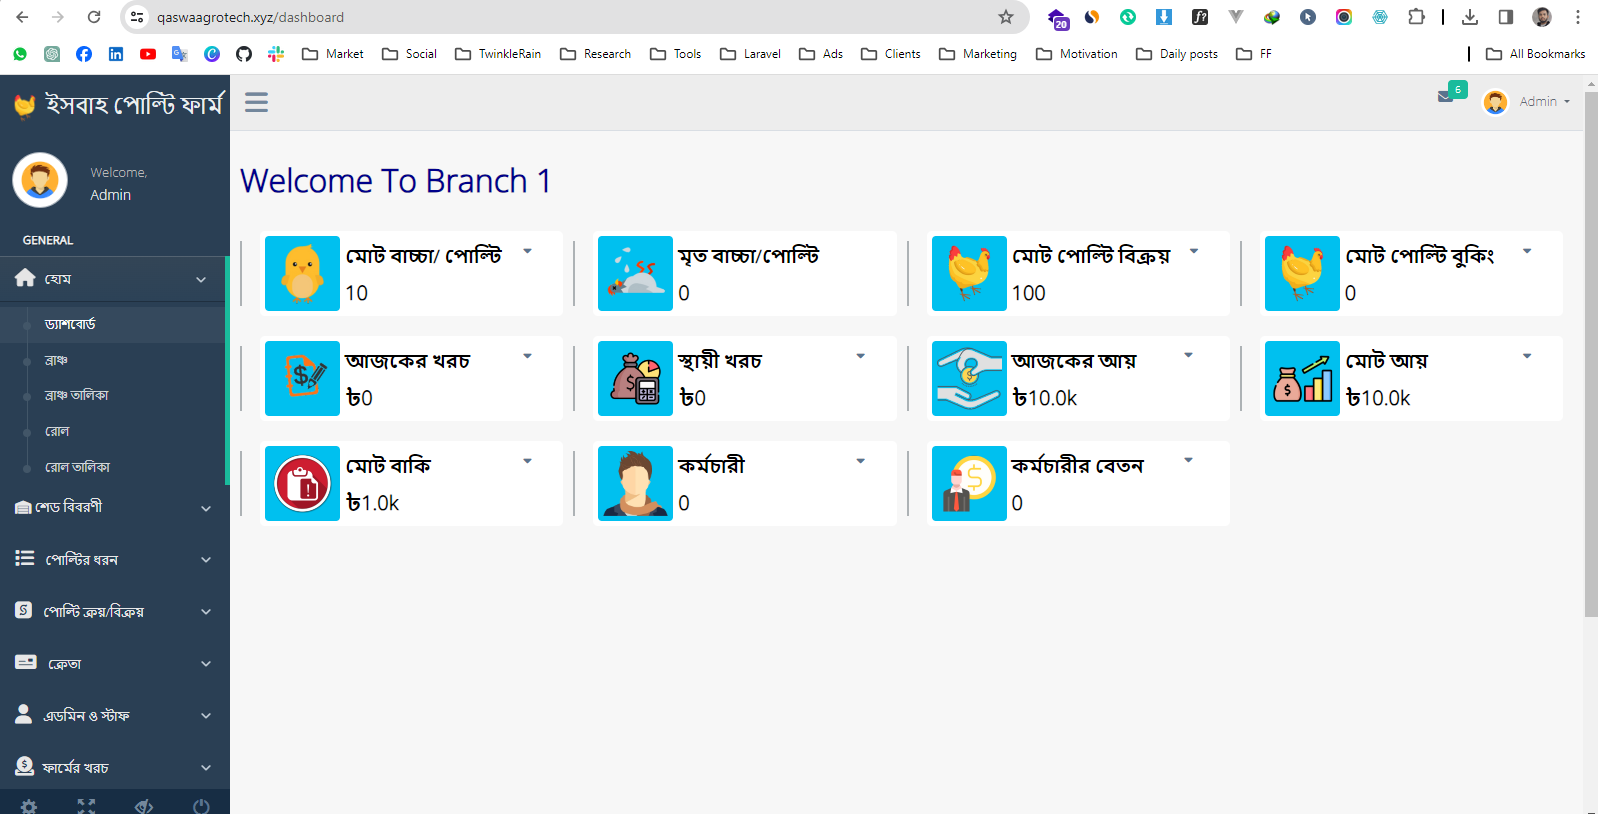 qaswaagrotech.xyz/dashboard
20
f?
Market
Social
TwinkleRain
Research
Tools
Laravel
Ads
Clients
Marketing
Motivation
Daily posts
FF
All Bookmarks
ইসবাহ পোল্টি ফার্ম
6
Admin
Welcome,
Admin
GENERAL
হোম
ড্যাশবোর্ড
ব্রাঞ্চ
ব্রাঞ্চ তালিকা
রোল
রোল তালিকা
শেড বিবরণী
পোল্টির ধরন
পোল্টি ক্রয়/বিক্রয়
ক্রেতা
এডমিন ও স্টাফ
ফার্মের খরচ
Welcome To Branch 1
মোট বাচ্চা/ পোল্টি
10
মৃত বাচ্চা/পোল্টি
0
মোট পোল্টি বিক্রয়
100
মোট পোল্টি বুকিং
0
আজকের খরচ
৳0
স্থায়ী খরচ
৳0
আজকের আয়
৳10.0k
মোট আয়
৳10.0k
মোট বাকি
৳1.0k
কর্মচারী
0
কর্মচারীর বেতন
0